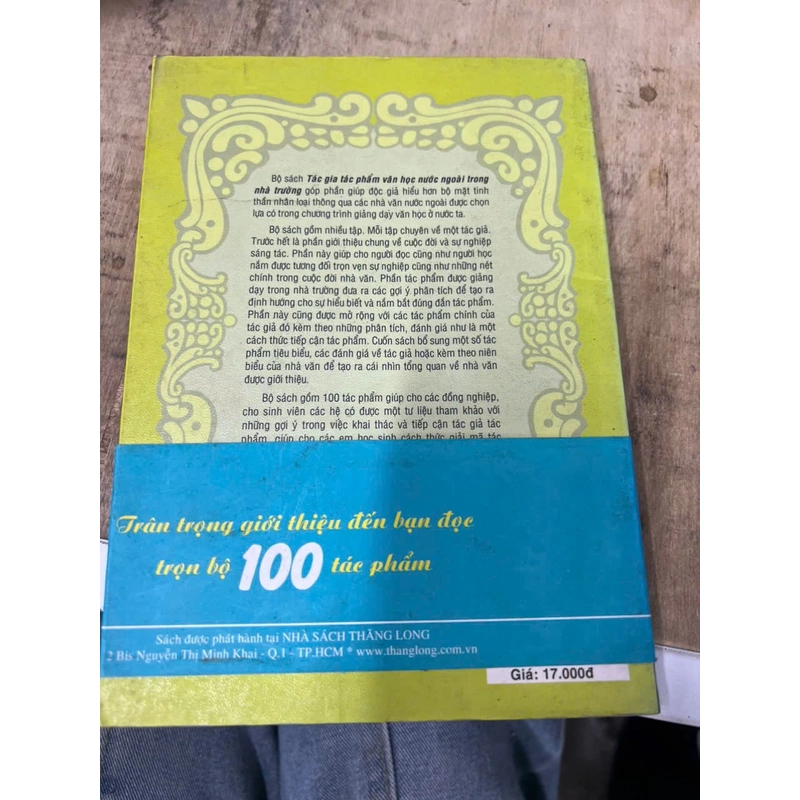 Bộ sách Tác gia tác phẩm văn học nước ngoài trong
nhà trường góp phần giúp độc giả hiểu hơn bộ mặt tinh
thần nhân loại thông qua các nhà văn nước ngoài được chọn
lựa có trong chương trình giảng dạy văn học ở nước ta.
Bộ sách gồm nhiều tập. Mỗi tập chuyên về một tác giả.
Trước hết là phần giới thiệu chung về cuộc đời và sự nghiệp
sáng tác. Phần này giúp cho người đọc cũng như người học
nắm được tương đối trọn vẹn sự nghiệp cũng như những nét
chính trong cuộc đời nhà văn. Phần tác phẩm được giảng
dạy trong nhà trường đưa ra các gợi ý phân tích để tạo ra
định hướng cho sự hiểu biết và nắm bắt đúng đắn tác phẩm.
Phần này cũng được mở rộng với các tác phẩm chính của
tác giả đó kèm theo những phân tích, đánh giá như là một
cách thức tiếp cận tác phẩm. Cuốn sách bổ sung một số tác
phẩm tiêu biểu, các đánh giá về tác giả hoặc kèm theo niên
biểu của nhà văn để tạo ra cái nhìn tổng quan về nhà văn
được giới thiệu.
Bộ sách gồm 100 tác phẩm giúp cho các đồng nghiệp,
cho sinh viên các hệ có được một tư liệu tham khảo với
những gợi ý trong việc khai thác và tiếp cận tác giả tác
phẩm, giúp cho các em học sinh cách thức giải mã tác
Trân trọng giới thiệu đến bạn đọc
trọn bộ 100 tác phẩm
Sách được phát hành tại NHÀ SÁCH THĂNG LONG
2 Bis Nguyễn Thị Minh Khai - Q.1 - TP.HCM * www.thanglong.com.vn
Giá: 17.000đ